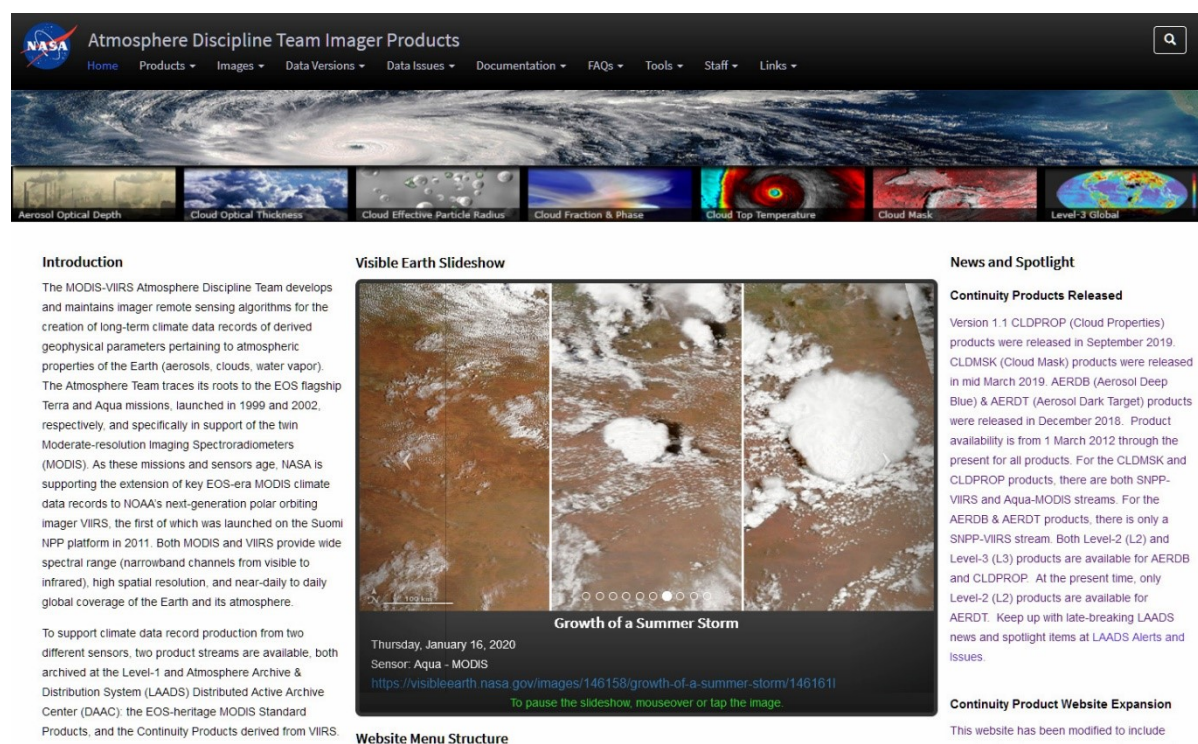 NASA
Atmosphere Discipline Team Imager Products
Home Products Images Data Versions Data Issues Documentation FAQs Tools Staff Links
Aerosol Optical Depth
Cloud Optical Thickness
Cloud Effective Particle Radius
Cloud Fraction & Phase
Cloud Top Temperature
Cloud Mask
Level-3 Global
Introduction
The MODIS-VIIRS Atmosphere Discipline Team develops
and maintains imager remote sensing algorithms for the
creation of long-term climate data records of derived
geophysical parameters pertaining to atmospheric
properties of the Earth (aerosols, clouds, water vapor).
The Atmosphere Team traces its roots to the EOS flagship
Terra and Aqua missions, launched in 1999 and 2002,
respectively, and specifically in support of the twin
Moderate-resolution Imaging Spectroradiometers
(MODIS). As these missions and sensors age, NASA is
supporting the extension of key EOS-era MODIS climate
data records to NOAA's next-generation polar orbiting
imager VIIRS, the first of which was launched on the Suomi
NPP platform in 2011. Both MODIS and VIIRS provide wide
spectral range (narrowband channels from visible to
infrared), high spatial resolution, and near-daily to daily
global coverage of the Earth and its atmosphere.
To support climate data record production from two
different sensors, two product streams are available, both
archived at the Level-1 and Atmosphere Archive &
Distribution System (LAADS) Distributed Active Archive
Center (DAAC): the EOS-heritage MODIS Standard
Products, and the Continuity Products derived from VIIRS.
Visible Earth Slideshow
N 100 km
Growth of a Summer Storm
Thursday, January 16, 2020
Sensor: Aqua - MODIS
https://visibleearth.nasa.gov/images/146158/growth-of-a-summer-storm/146161l
To pause the slideshow, mouseover or tap the image.
Website Menu Structure
News and Spotlight
Continuity Products Released
Version 1.1 CLDPROP (Cloud Properties)
products were released in September 2019.
CLDMSK (Cloud Mask) products were released
in mid March 2019. AERDB (Aerosol Deep
Blue) & AERDT (Aerosol Dark Target) products
were released in December 2018. Product
availability is from 1 March 2012 through the
present for all products. For the CLDMSK and
CLDPROP products, there are both SNPP-
VIIRS and Aqua-MODIS streams. For the
AERDB & AERDT products, there is only a
SNPP-VIIRS stream. Both Level-2 (L2) and
Level-3 (L3) products are available for AERDB
and CLDPROP. At the present time, only
Level-2 (L2) products are available for
AERDT. Keep up with late-breaking LAADS
news and spotlight items at LAADS Alerts and
Issues.
Continuity Product Website Expansion
This website has been modified to include